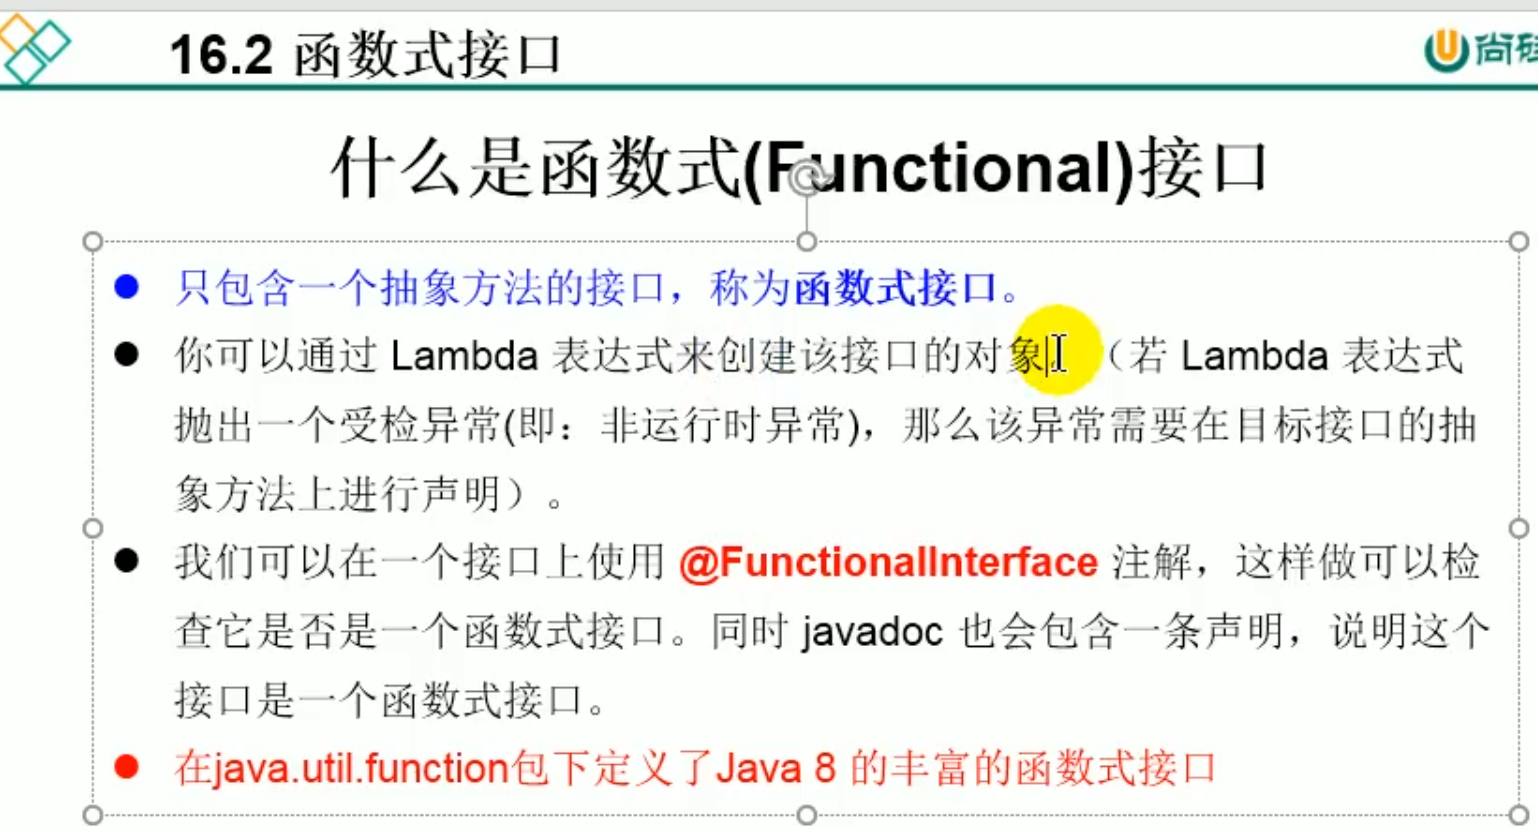 16.2 函数式接口
尚硅
什么是函数式(Functional)接口
只包含一个抽象方法的接口，称为函数式接口。
你可以通过 Lambda 表达式来创建该接口的对象。（若 Lambda 表达式
抛出一个受检异常(即：非运行时异常)，那么该异常需要在目标接口的抽
象方法上进行声明）。
我们可以在一个接口上使用 @FunctionalInterface 注解，这样做可以检
查它是否是一个函数式接口。同时 javadoc 也会包含一条声明，说明这个
接口是一个函数式接口。
在java.util.function包下定义了Java 8 的丰富的函数式接口